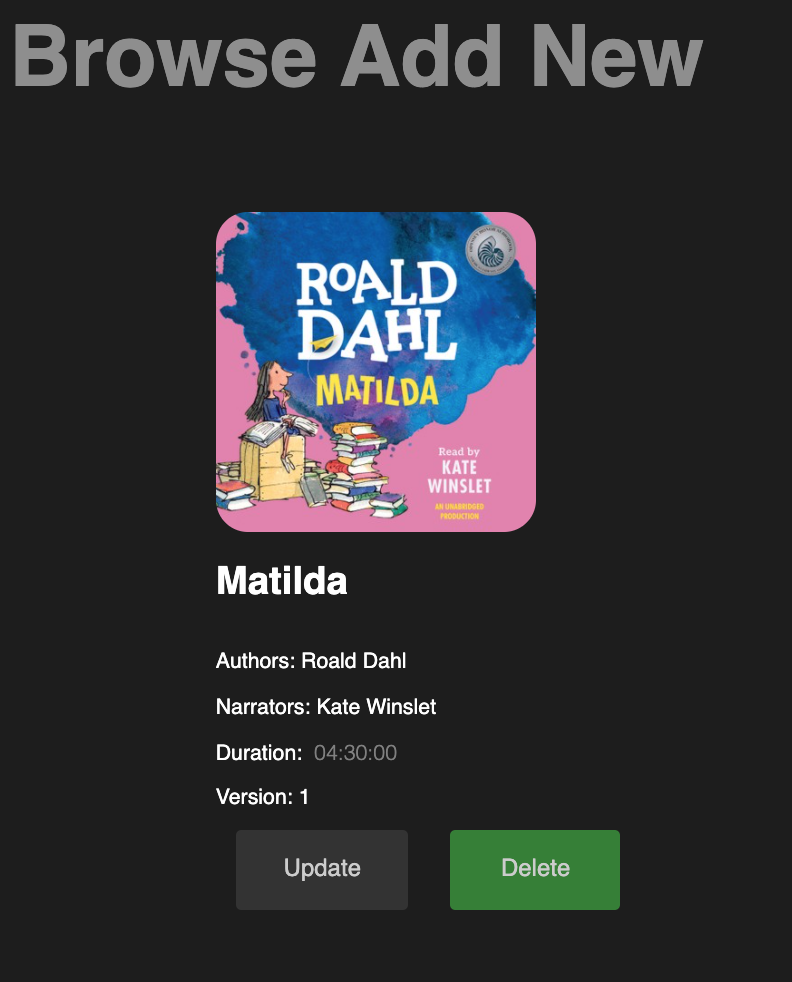 Browse Add New
ROALD
DAHL
MATILDA
Read by
KATE
WINSLET
AN UNABRIDGED
PRODUCTION
Matilda
Authors: Roald Dahl
Narrators: Kate Winslet
Duration: 04:30:00
Version: 1
Update Delete